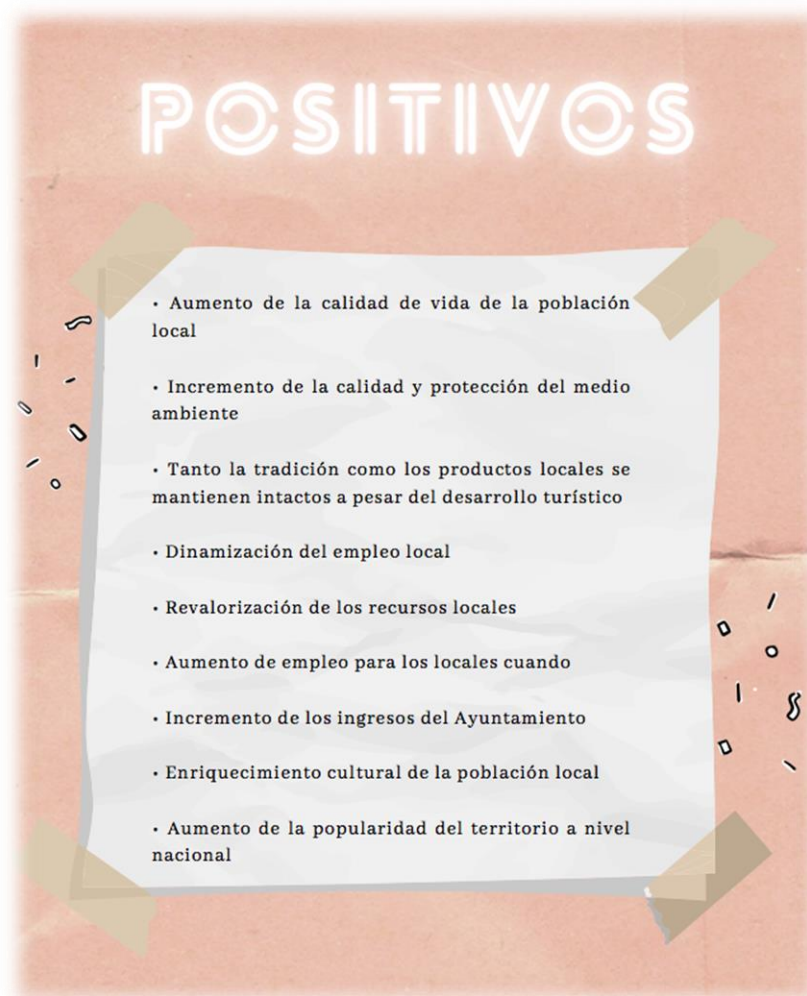 POSITIVOS
• Aumento de la calidad de vida de la población
local
• Incremento de la calidad y protección del medio
ambiente
• Tanto la tradición como los productos locales se
mantienen intactos a pesar del desarrollo turístico
• Dinamización del empleo local
• Revalorización de los recursos locales
• Aumento de empleo para los locales cuando
• Incremento de los ingresos del Ayuntamiento
• Enriquecimiento cultural de la población local
• Aumento de la popularidad del territorio a nivel
nacional